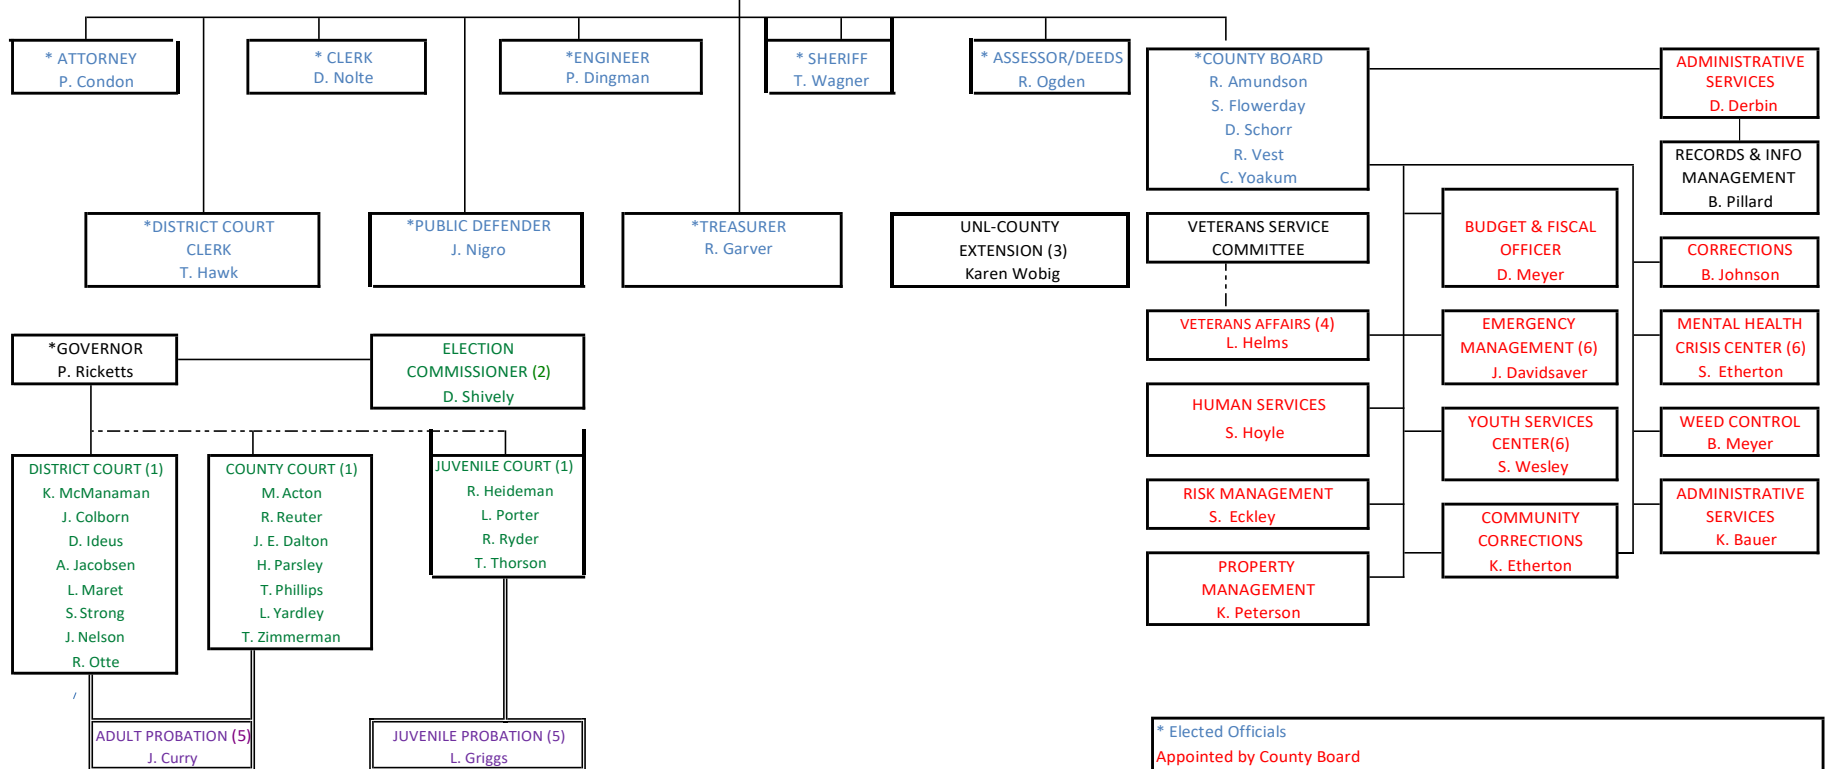 * ATTORNEY
P. Condon
* CLERK
D. Nolte
*ENGINEER
P. Dingman
* SHERIFF
T. Wagner
* ASSESSOR/DEEDS
R. Ogden
*COUNTY BOARD
R. Amundson
S. Flowerday
D. Schorr
R. Vest
C. Yoakum
ADMINISTRATIVE
SERVICES
D. Derbin
RECORDS & INFO
MANAGEMENT
B. Pillard
*DISTRICT COURT
CLERK
T. Hawk
*PUBLIC DEFENDER
J. Nigro
*TREASURER
R. Garver
UNL-COUNTY
EXTENSION (3)
Karen Wobig
VETERANS SERVICE
COMMITTEE
BUDGET & FISCAL
OFFICER
D. Meyer
CORRECTIONS
B. Johnson
*GOVERNOR
P. Ricketts
ELECTION
COMMISSIONER (2)
D. Shively
VETERANS AFFAIRS (4)
L. Helms
EMERGENCY
MANAGEMENT (6)
J. Davidsaver
MENTAL HEALTH
CRISIS CENTER (6)
S. Etherton
HUMAN SERVICES
S. Hoyle
YOUTH SERVICES
CENTER(6)
S. Wesley
WEED CONTROL
B. Meyer
DISTRICT COURT (1)
K. McManaman
J. Colborn
D. Ideus
A. Jacobsen
L. Maret
S. Strong
J. Nelson
R. Otte
COUNTY COURT (1)
M. Acton
R. Reuter
J. E. Dalton
H. Parsley
T. Phillips
L. Yardley
T. Zimmerman
JUVENILE COURT (1)
R. Heideman
L. Porter
R. Ryder
T. Thorson
RISK MANAGEMENT
S. Eckley
COMMUNITY
CORRECTIONS
K. Etherton
ADMINISTRATIVE
SERVICES
K. Bauer
PROPERTY
MANAGEMENT
K. Peterson
ADULT PROBATION (5)
J. Curry
JUVENILE PROBATION (5)
L. Griggs
* Elected Officials
Appointed by County Board